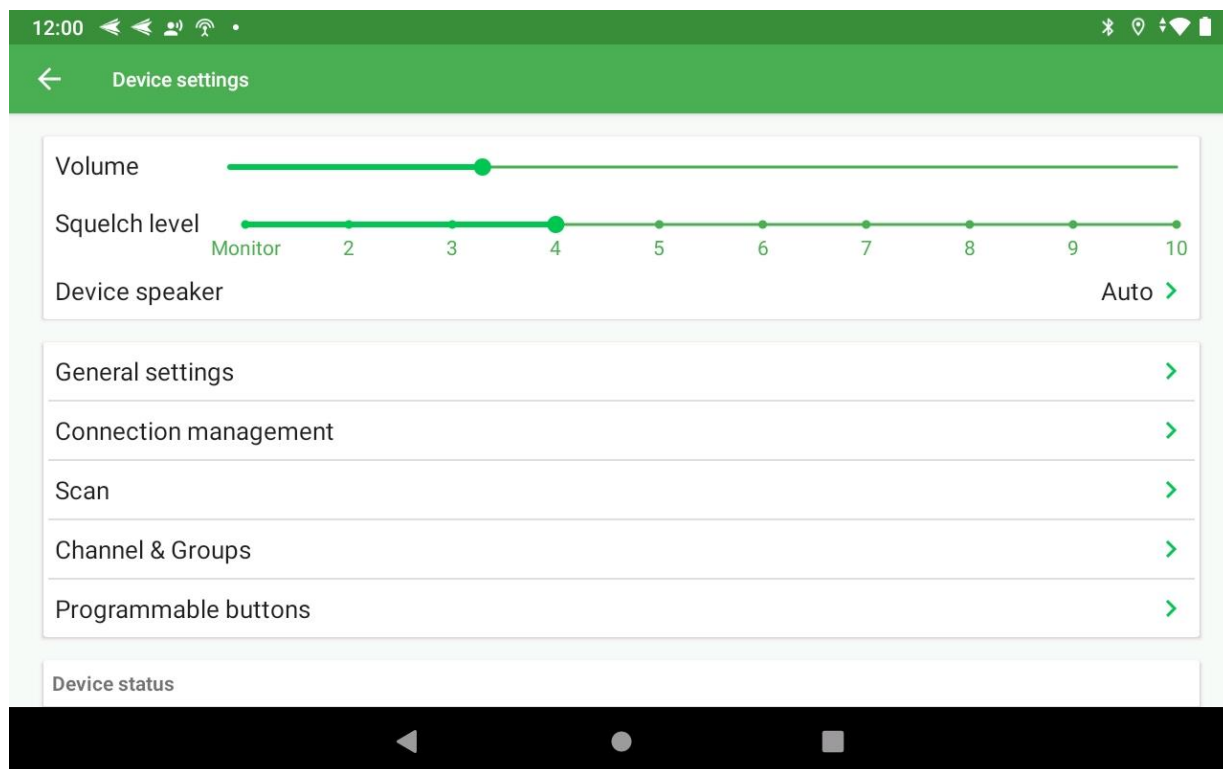 12:00
Device settings
Volume
Squelch level
Monitor 2 3 4 5 6 7 8 9 10
Device speaker Auto
General settings
Connection management
Scan
Channel & Groups
Programmable buttons
Device status